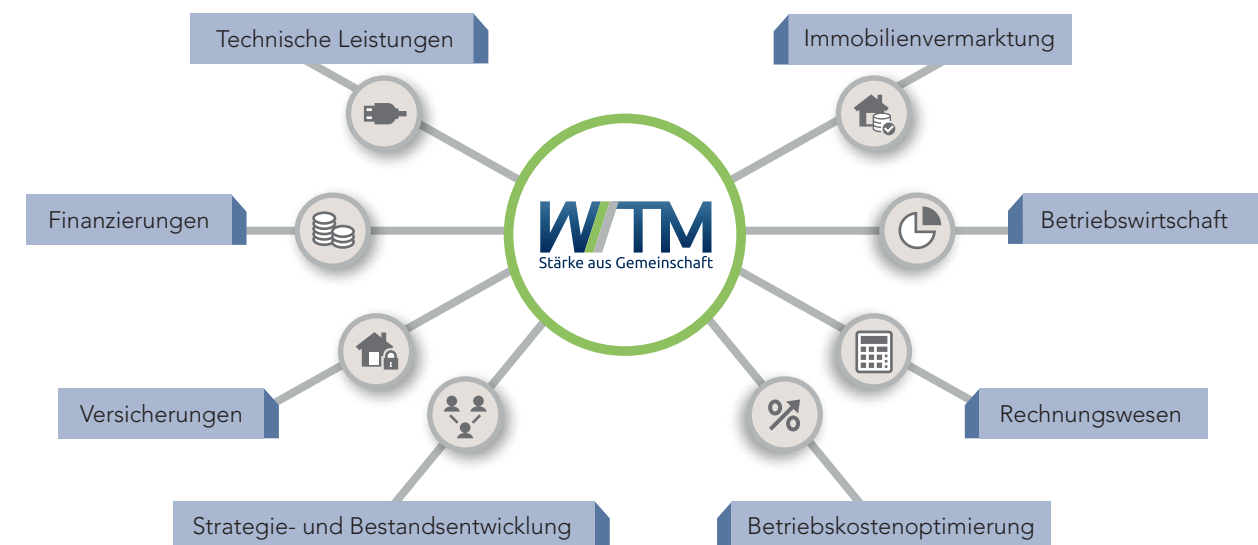 Technische Leistungen
Immobilienvermarktung
Finanzierungen
WTM
Stärke aus Gemeinschaft
Betriebswirtschaft
Versicherungen
Rechnungswesen
Strategie- und Bestandsentwicklung
Betriebskostenoptimierung